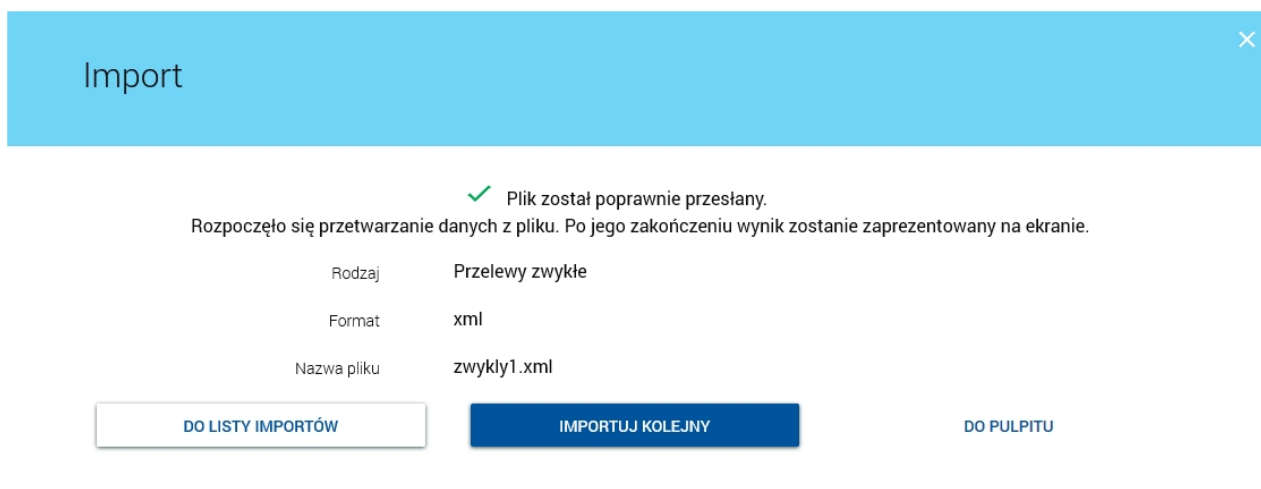 Import
Plik został poprawnie przesłany.
Rozpoczęło się przetwarzanie danych z pliku. Po jego zakończeniu wynik zostanie zaprezentowany na ekranie.
Rodzaj Przelewy zwykłe
Format xml
Nazwa pliku zwykly1.xml
DO LISTY IMPORTÓW IMPORTUJ KOLEJNY DO PULPITU